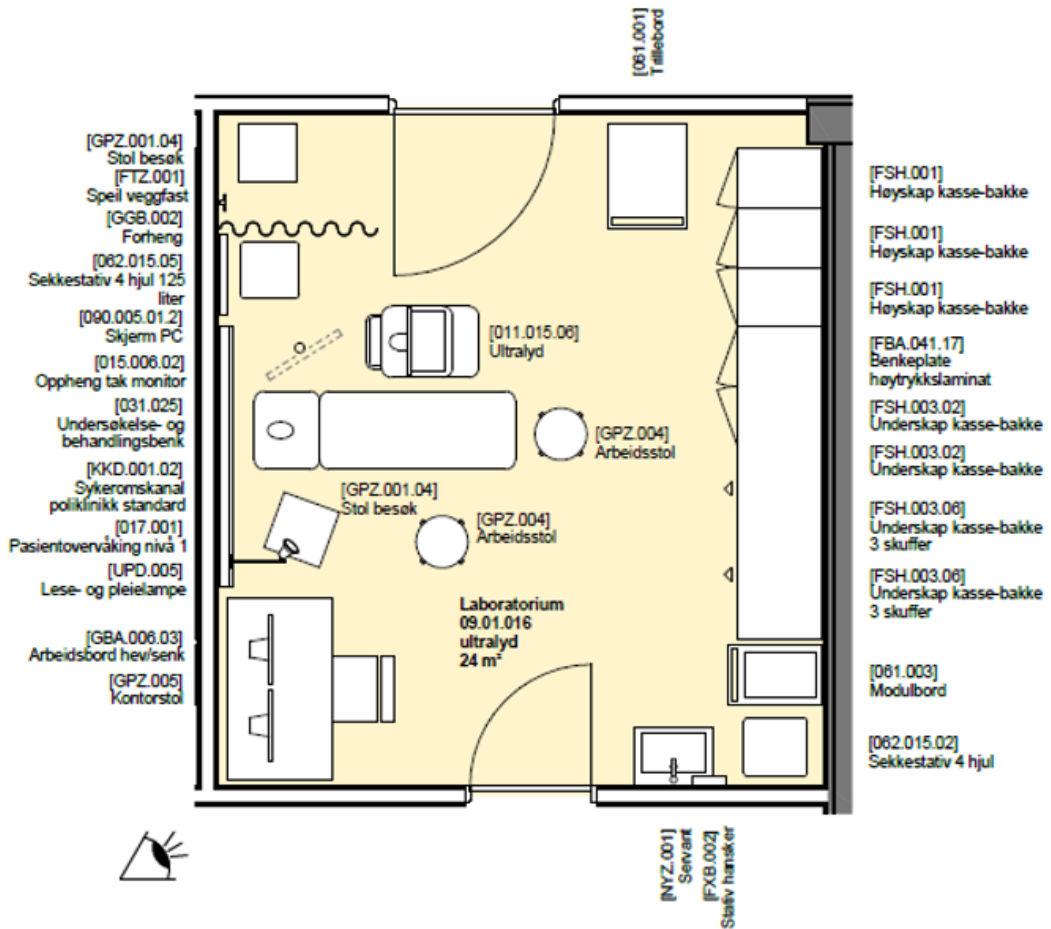 [061.001]
Trillebord
[GPZ.001.04]
Stol besøk
[FTZ.001]
Speil veggfast
[GGB.002]
Forheng
[062.015.05]
Sekkestativ 4 hjul 125
liter
[090.005.01.2]
Skjerm PC
[015.006.02]
Oppheng tak monitor
[031.025]
Undersøkelse- og
behandlingsbenk
[KKD.001.02]
Sykeromskanal
poliklinikk standard
[017.001]
Pasientovervåking nivå 1
[UPD.005]
Lese- og pleielampe
[GBA.006.03]
Arbeidsbord hev/senk
[GPZ.005]
Kontorstol
[011.015.06]
Ultralyd
[GPZ.004]
Arbeidsstol
[GPZ.001.04]
Stol besøk
[GPZ.004]
Arbeidsstol
Laboratorium
09.01.016
ultralyd
24 m²
[FSH.001]
Høyskap kasse-bakke
[FSH.001]
Høyskap kasse-bakke
[FSH.001]
Høyskap kasse-bakke
[FBA.041.17]
Benkeplate
høytrykkslaminat
[FSH.003.02]
Underskap kasse-bakke
[FSH.003.02]
Underskap kasse-bakke
[FSH.003.06]
Underskap kasse-bakke
3 skuffer
[FSH.003.06]
Underskap kasse-bakke
3 skuffer
[061.003]
Modulbord
[062.015.02]
Sekkestativ 4 hjul
[NYZ.001]
Servant
[FXB.002]
Stativ hansker